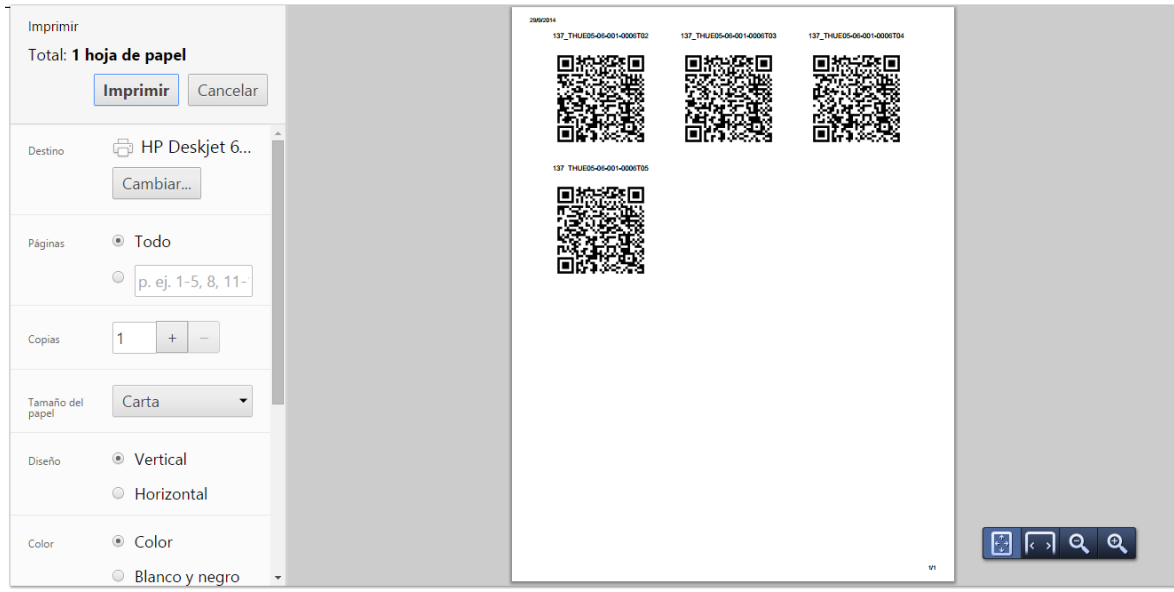 Imprimir
Total: 1 hoja de papel
Imprimir Cancelar
Destino HP Deskjet 6...
Cambiar...
Páginas Todo
p. ej. 1-5, 8, 11-
Copias 1 + −
Tamaño del papel Carta
Diseño Vertical
Horizontal
Color Color
Blanco y negro
29/9/2014
137_THUE05-06-001-0006T02 137_THUE05-06-001-0006T03 137_THUE05-06-001-0006T04
137_THUE05-06-001-0006T05
1/1